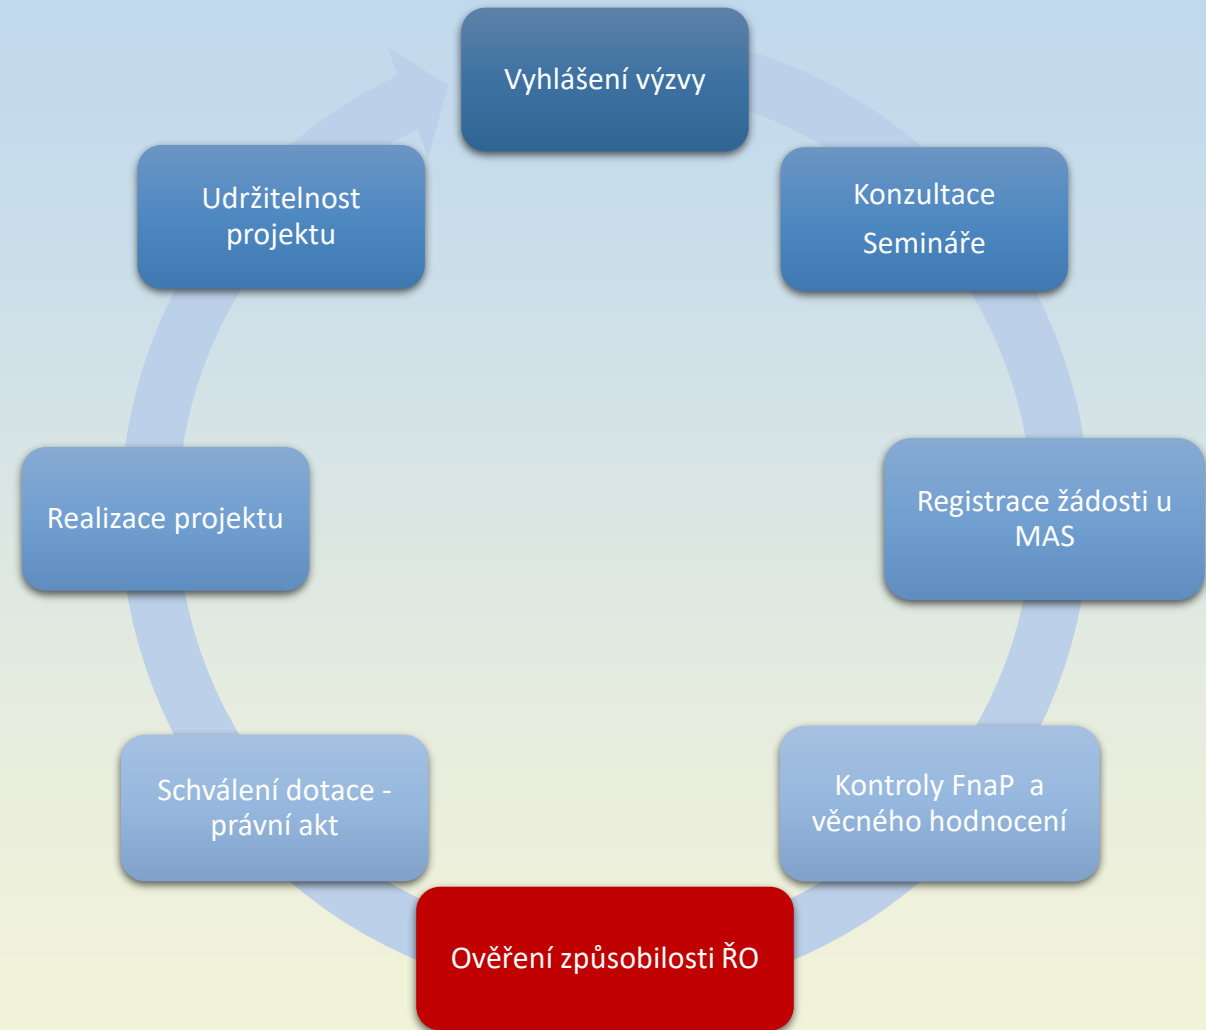 Vyhlášení výzvy
Konzultace
Semináře
Registrace žádosti u
MAS
Kontroly FnaP a
věcného hodnocení
Ověření způsobilosti ŘO
Schválení dotace -
právní akt
Realizace projektu
Udržitelnost
projektu